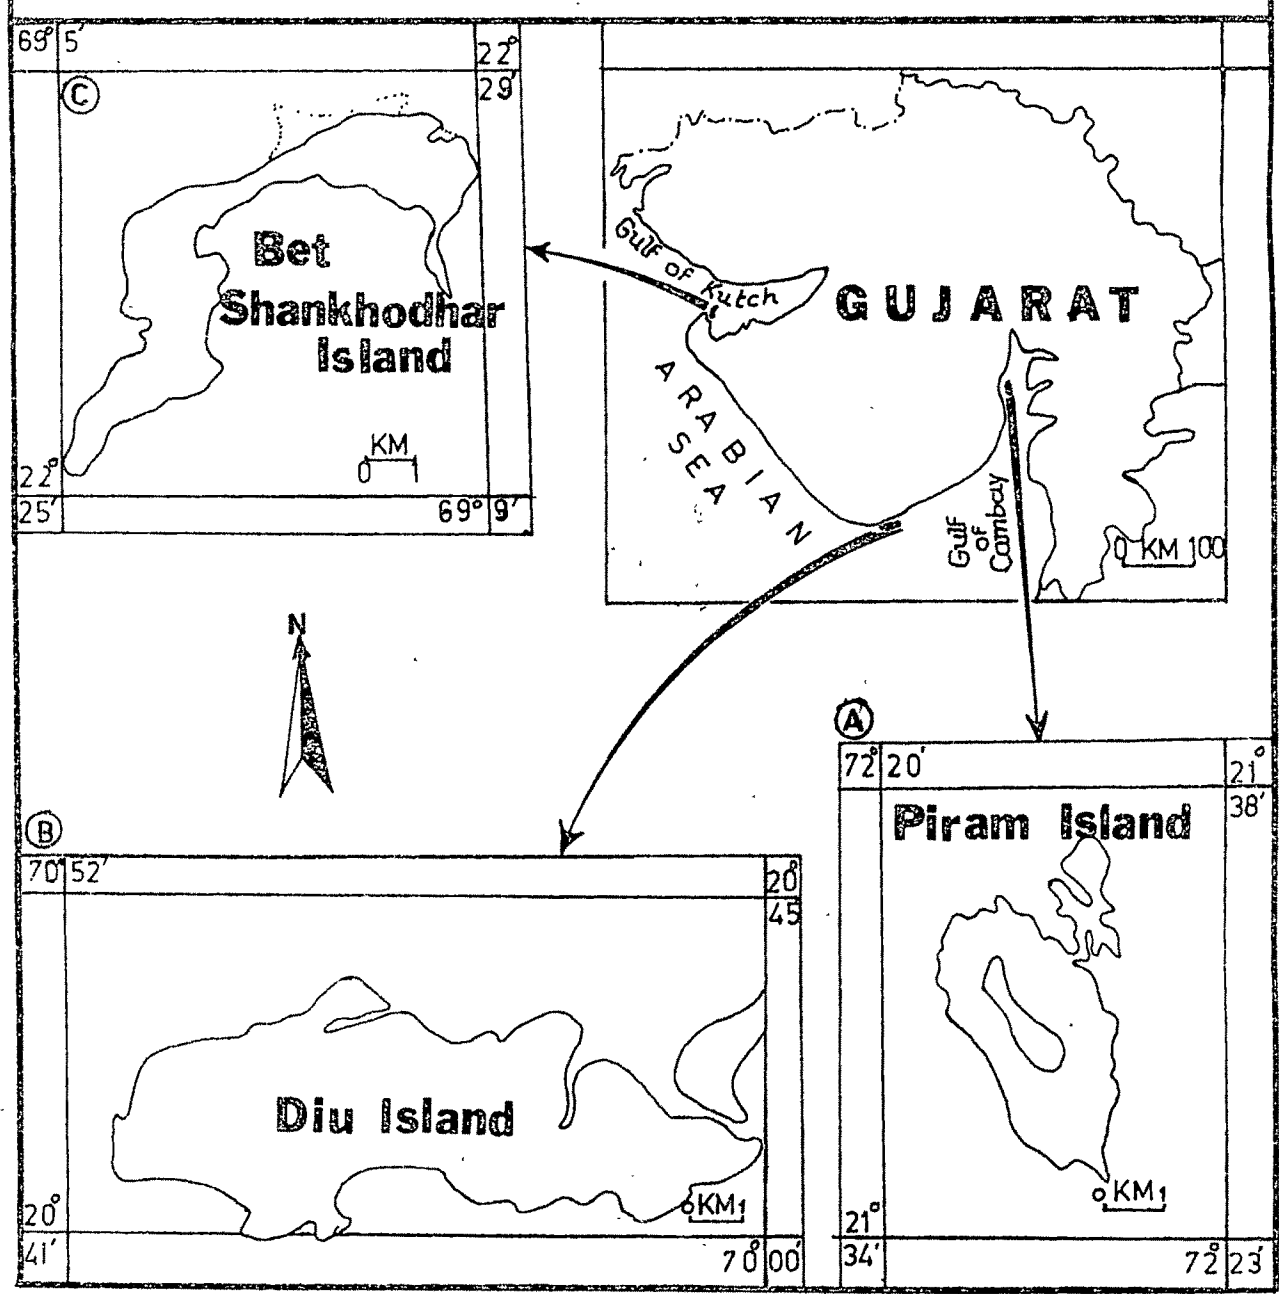 69° 5′
22°
29′
C
Bet
Shankhodhar
Island
KM
0 1
22°
25′
69° 9′
Gulf of Kutch
GUJARAT
ARABIAN
SEA
Gulf
of
Cambay
0 KM 100
N
A
72° 20′
21°
38′
Piram Island
0 KM 1
21°
34′
72° 23′
B
70° 52′
20°
45
Diu Island
0 KM 1
20°
41′
70° 00′